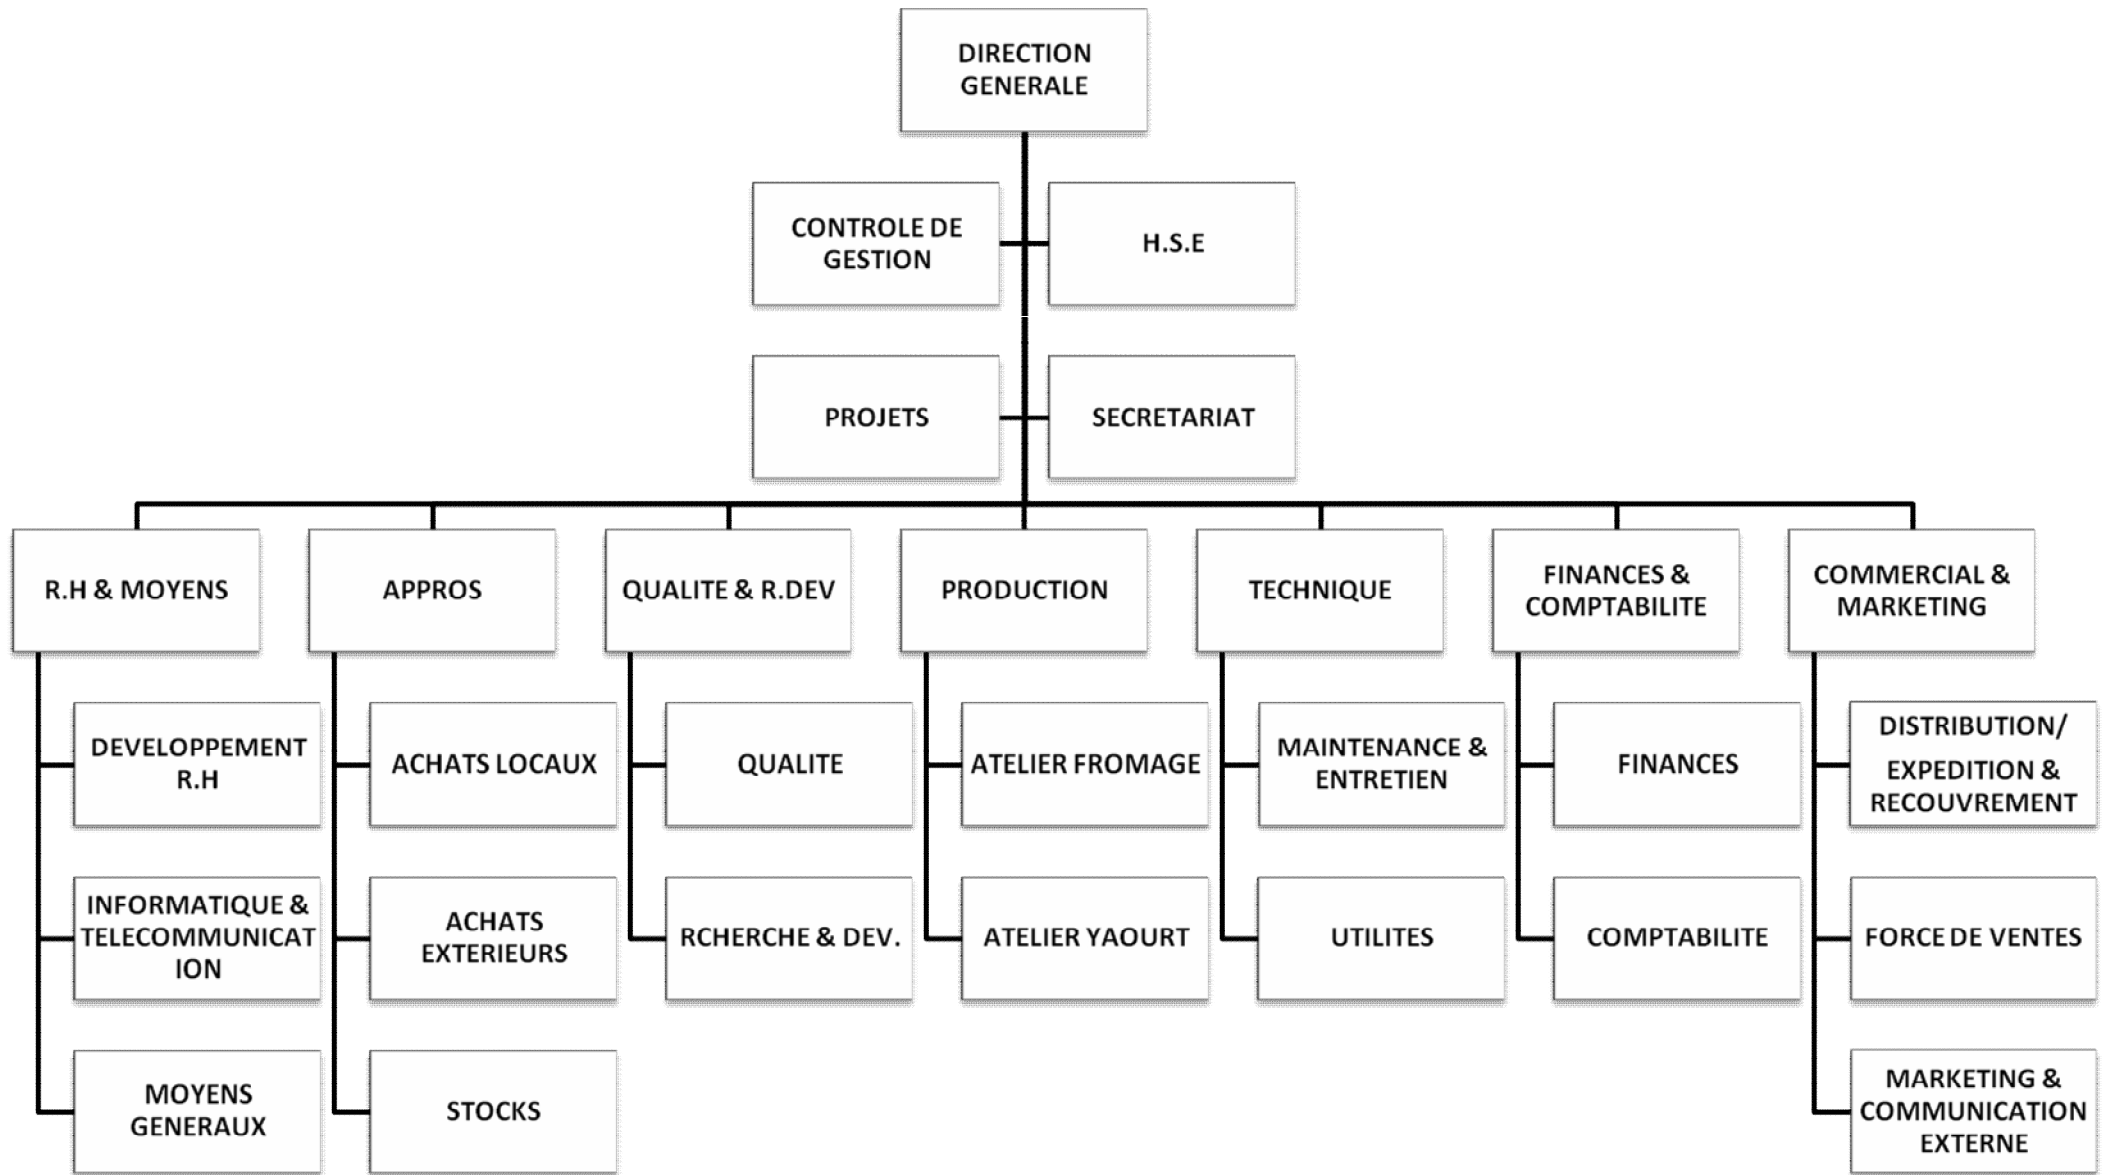 DIRECTION
GENERALE
CONTROLE DE
GESTION
H.S.E
PROJETS
SECRETARIAT
R.H & MOYENS
APPROS
QUALITE & R.DEV
PRODUCTION
TECHNIQUE
FINANCES &
COMPTABILITE
COMMERCIAL &
MARKETING
DEVELOPPEMENT
R.H
ACHATS LOCAUX
QUALITE
ATELIER FROMAGE
MAINTENANCE &
ENTRETIEN
FINANCES
DISTRIBUTION/
EXPEDITION &
RECOUVREMENT
INFORMATIQUE &
TELECOMMUNICAT
ION
ACHATS
EXTERIEURS
RCHERCHE & DEV.
ATELIER YAOURT
UTILITES
COMPTABILITE
FORCE DE VENTES
MOYENS
GENERAUX
STOCKS
MARKETING &
COMMUNICATION
EXTERNE